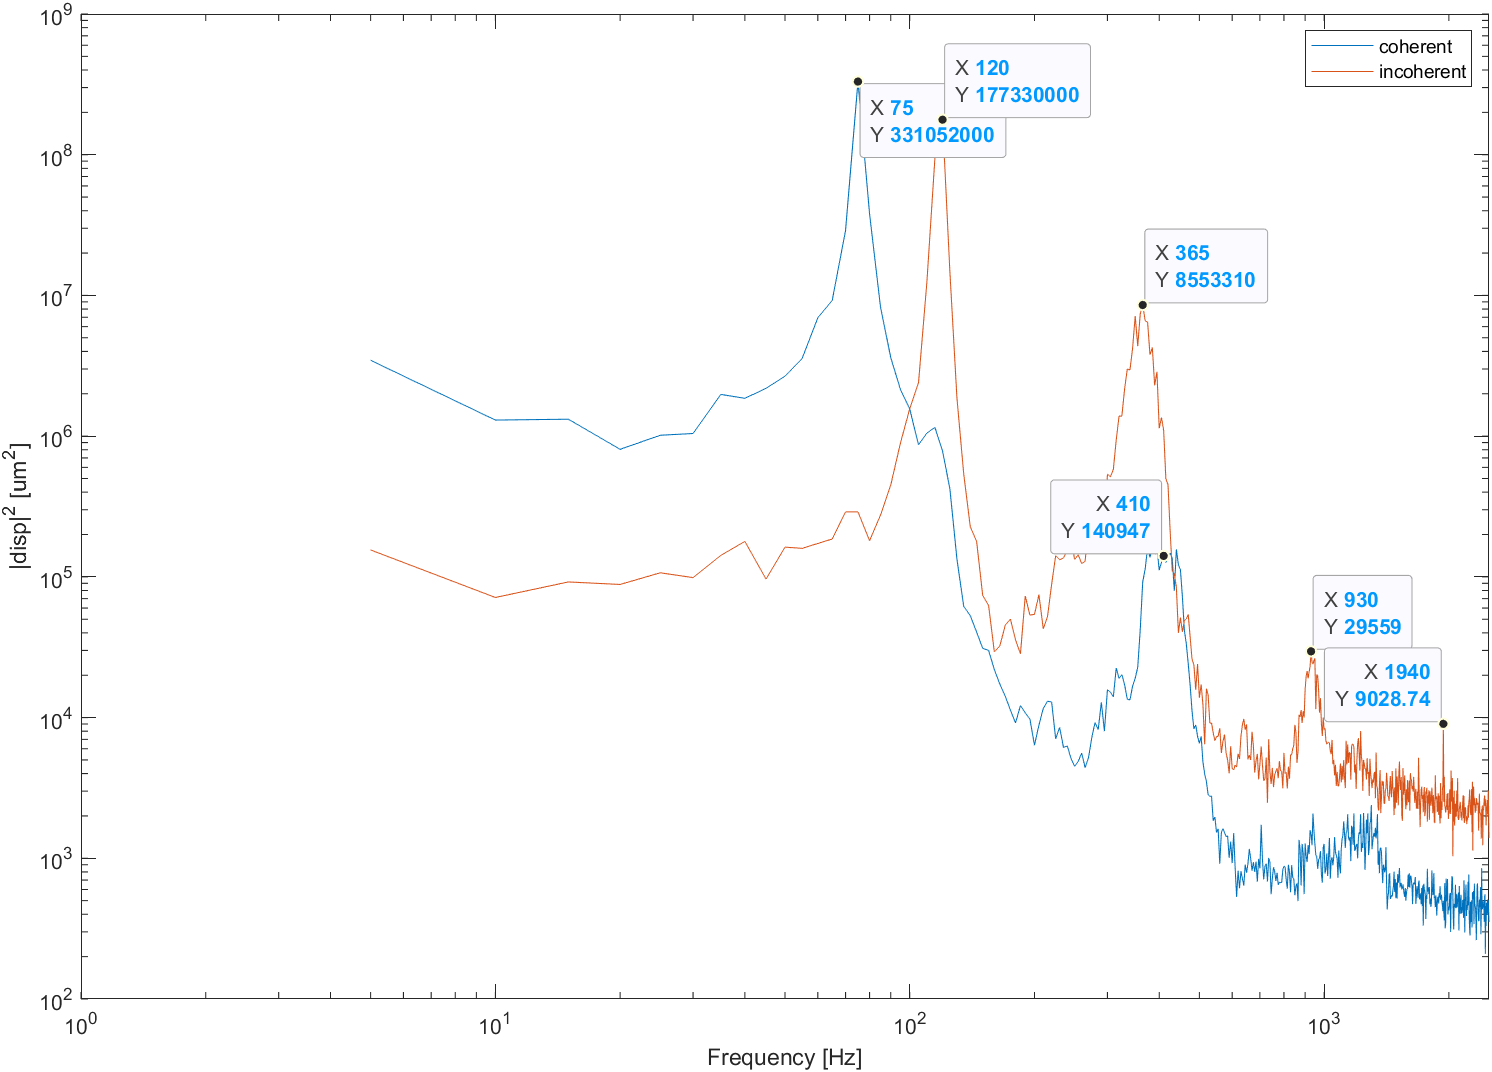 10^9
10^8
10^7
10^6
10^5
10^4
10^3
10^2
|disp|^2 [um^2]
coherent
incoherent
X 120
Y 177330000
X 75
Y 331052000
X 365
Y 8553310
X 410
Y 140947
X 930
Y 29559
X 1940
Y 9028.74
10^0
10^1
10^2
10^3
Frequency [Hz]